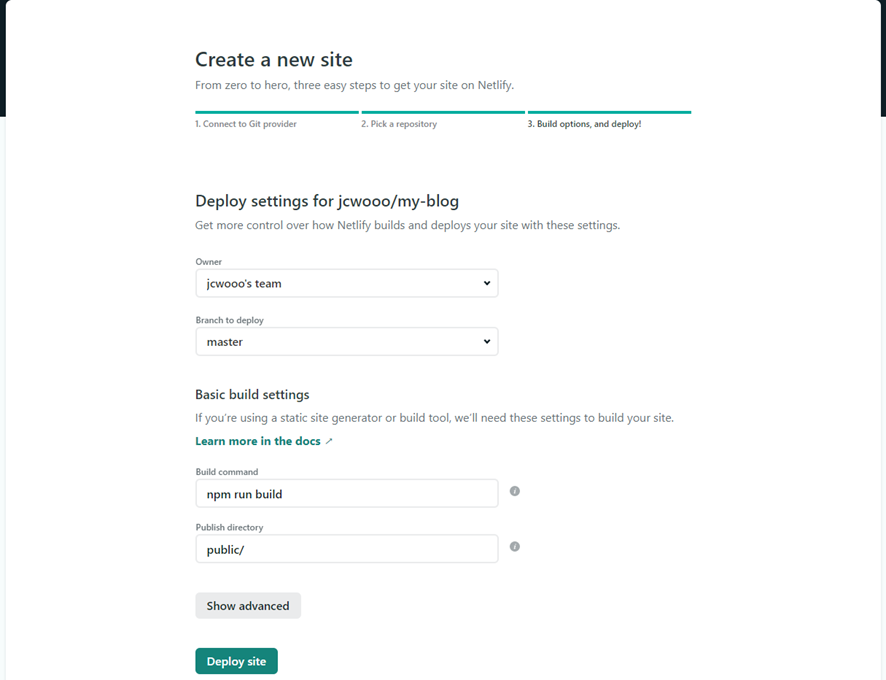 Create a new site
From zero to hero, three easy steps to get your site on Netlify.
1. Connect to Git provider
2. Pick a repository
3. Build options, and deploy!
Deploy settings for jcwooo/my-blog
Get more control over how Netlify builds and deploys your site with these settings.
Owner
jcwooo's team
Branch to deploy
master
Basic build settings
If you're using a static site generator or build tool, we'll need these settings to build your site.
Learn more in the docs
Build command
npm run build
Publish directory
public/
Show advanced
Deploy site